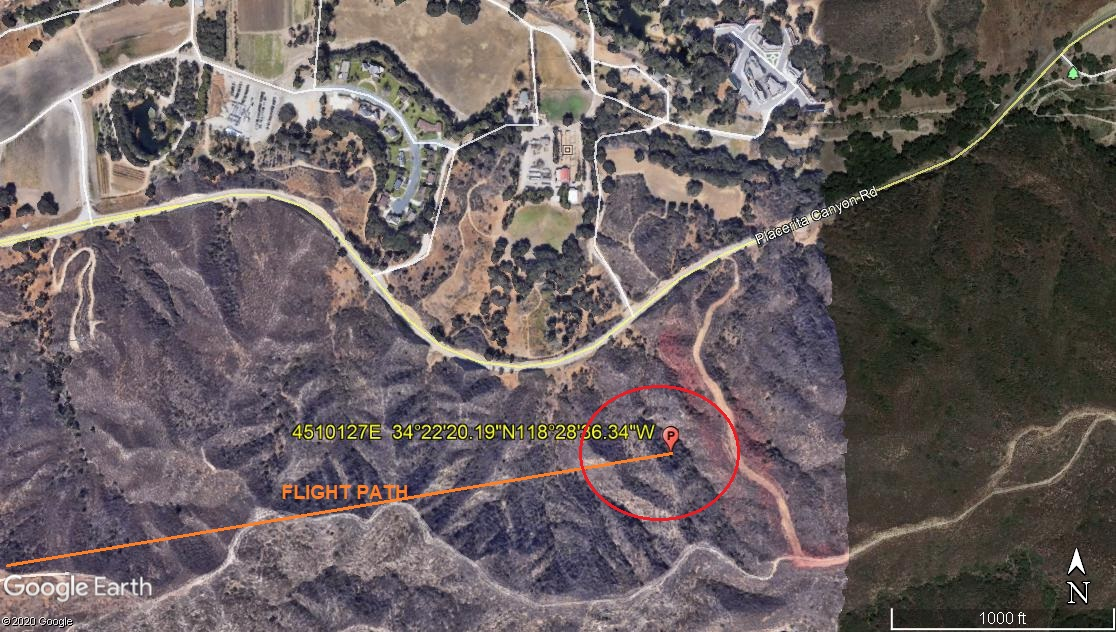 Placerita Canyon Rd
4510127E 34°22'20.19"N118°28'36.34"W
P
FLIGHT PATH
Google Earth
N
©2020 Google
1000 ft